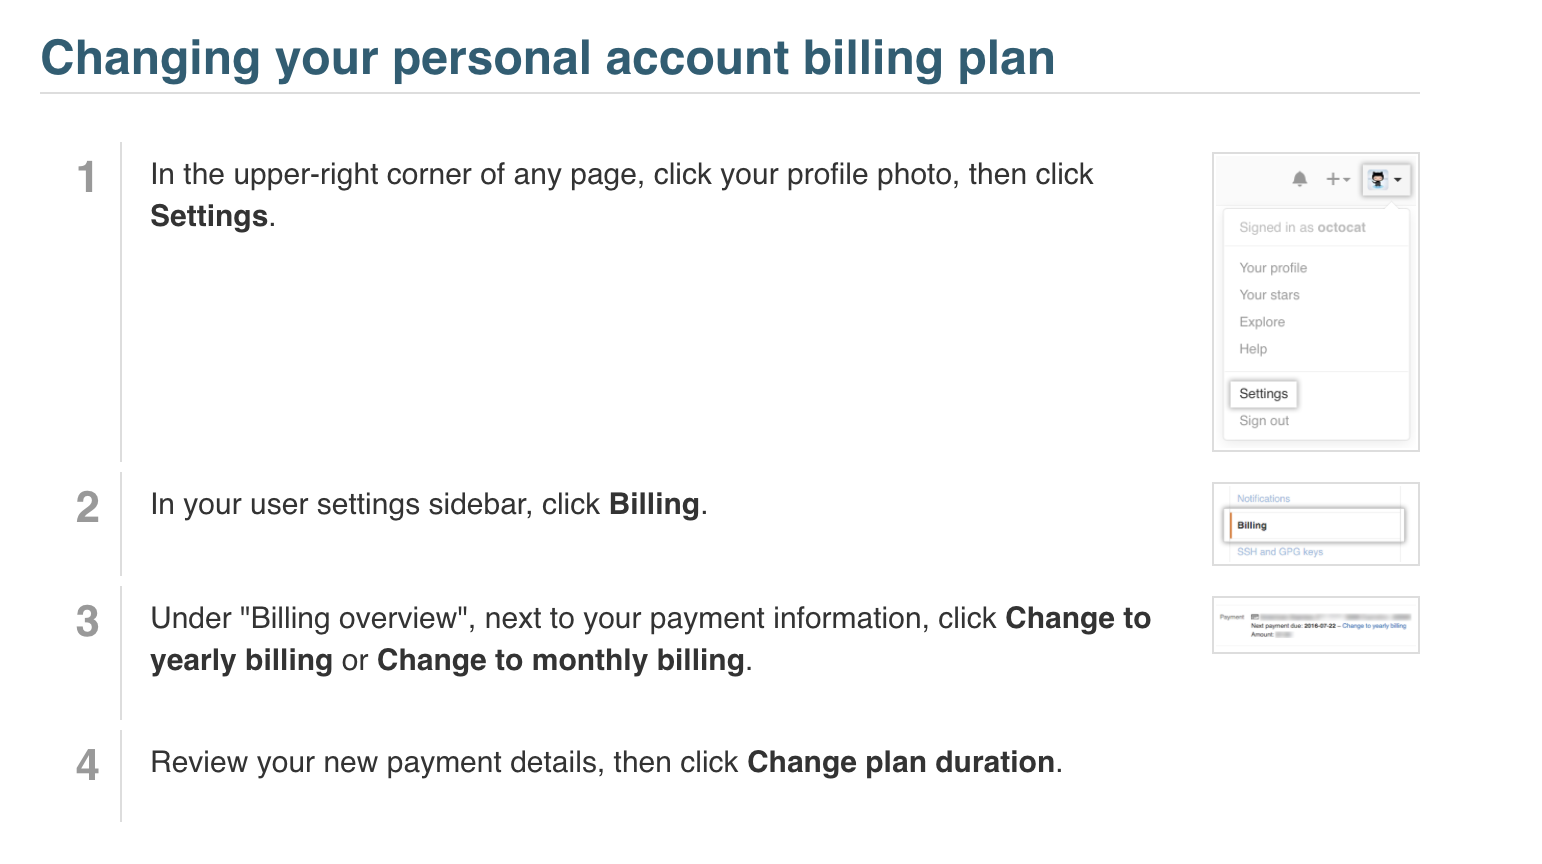 Changing your personal account billing plan
1
In the upper-right corner of any page, click your profile photo, then click
Settings.
Signed in as octocat
Your profile
Your stars
Explore
Help
Settings
Sign out
2
In your user settings sidebar, click Billing.
Notifications
Billing
SSH and GPG keys
3
Under "Billing overview", next to your payment information, click Change to
yearly billing or Change to monthly billing.
Payment
Next payment due: 2016-07-22 – Change to yearly billing
Amount:
4
Review your new payment details, then click Change plan duration.